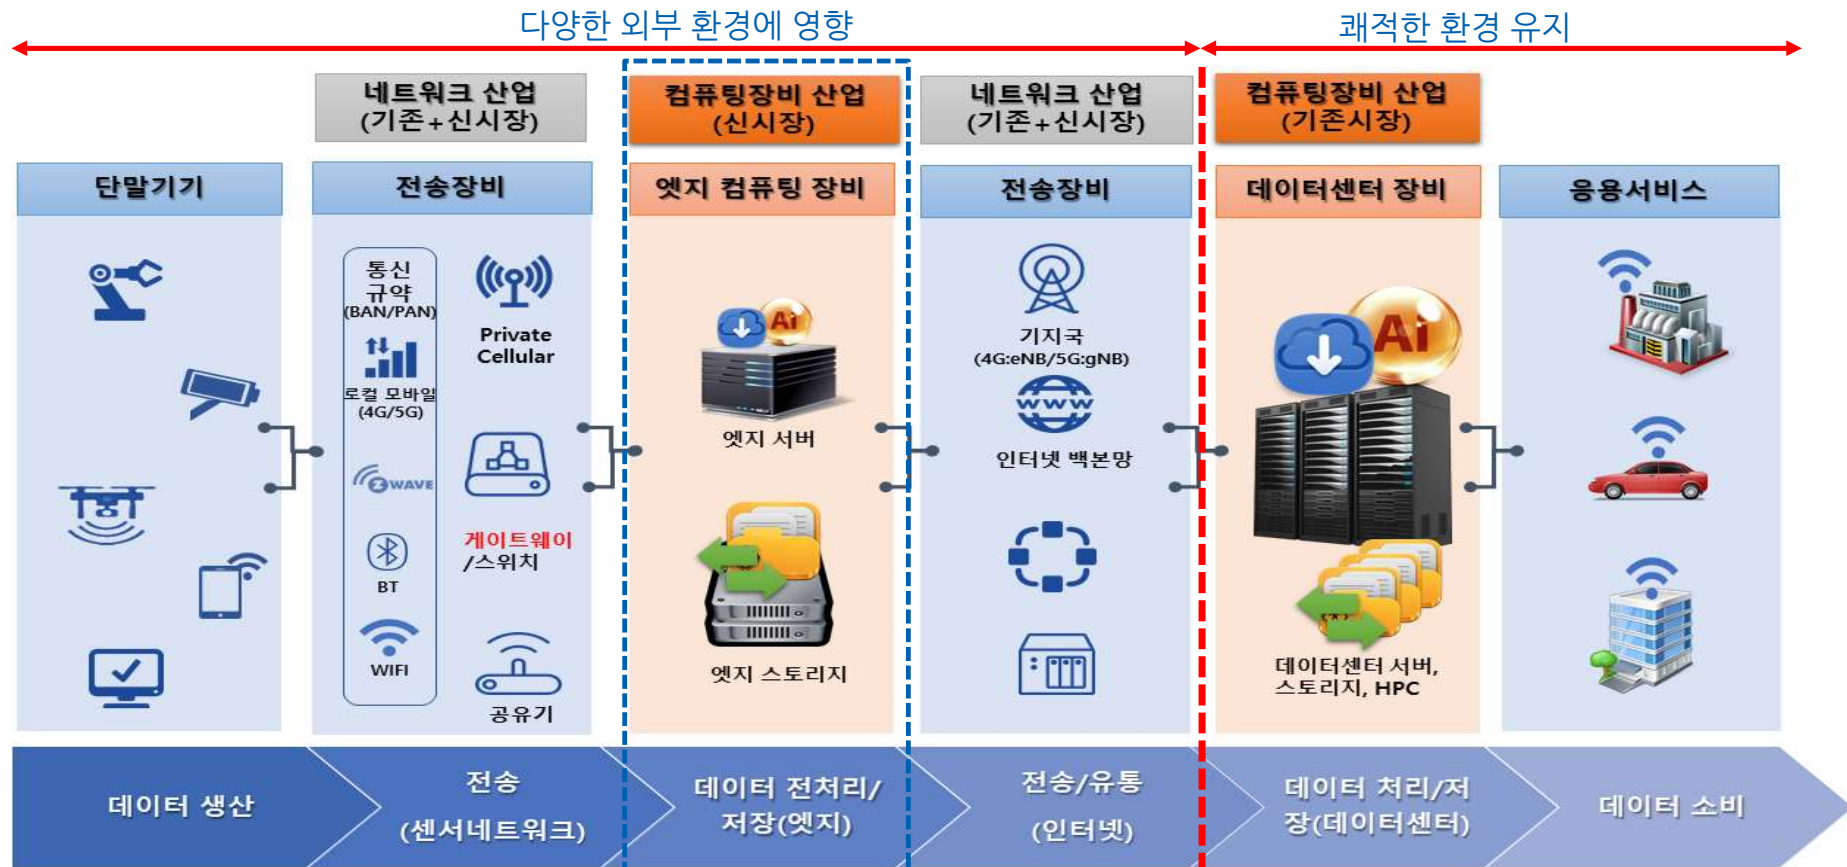 다양한 외부 환경에 영향
쾌적한 환경 유지
네트워크 산업
(기존+신시장)
컴퓨팅장비 산업
(신시장)
네트워크 산업
(기존+신시장)
컴퓨팅장비 산업
(기존시장)
단말기기
전송장비
엣지 컴퓨팅 장비
전송장비
데이터센터 장비
응용서비스
통신
규약
(BAN/PAN)
로컬 모바일
(4G/5G)
Z WAVE
BT
WIFI
Private
Cellular
게이트웨이
/스위치
공유기
Ai
엣지 서버
엣지 스토리지
기지국
(4G:eNB/5G:gNB)
WWW
인터넷 백본망
Ai
데이터센터 서버,
스토리지, HPC
데이터 생산
전송
(센서네트워크)
데이터 전처리/
저장(엣지)
전송/유통
(인터넷)
데이터 처리/저
장(데이터센터)
데이터 소비